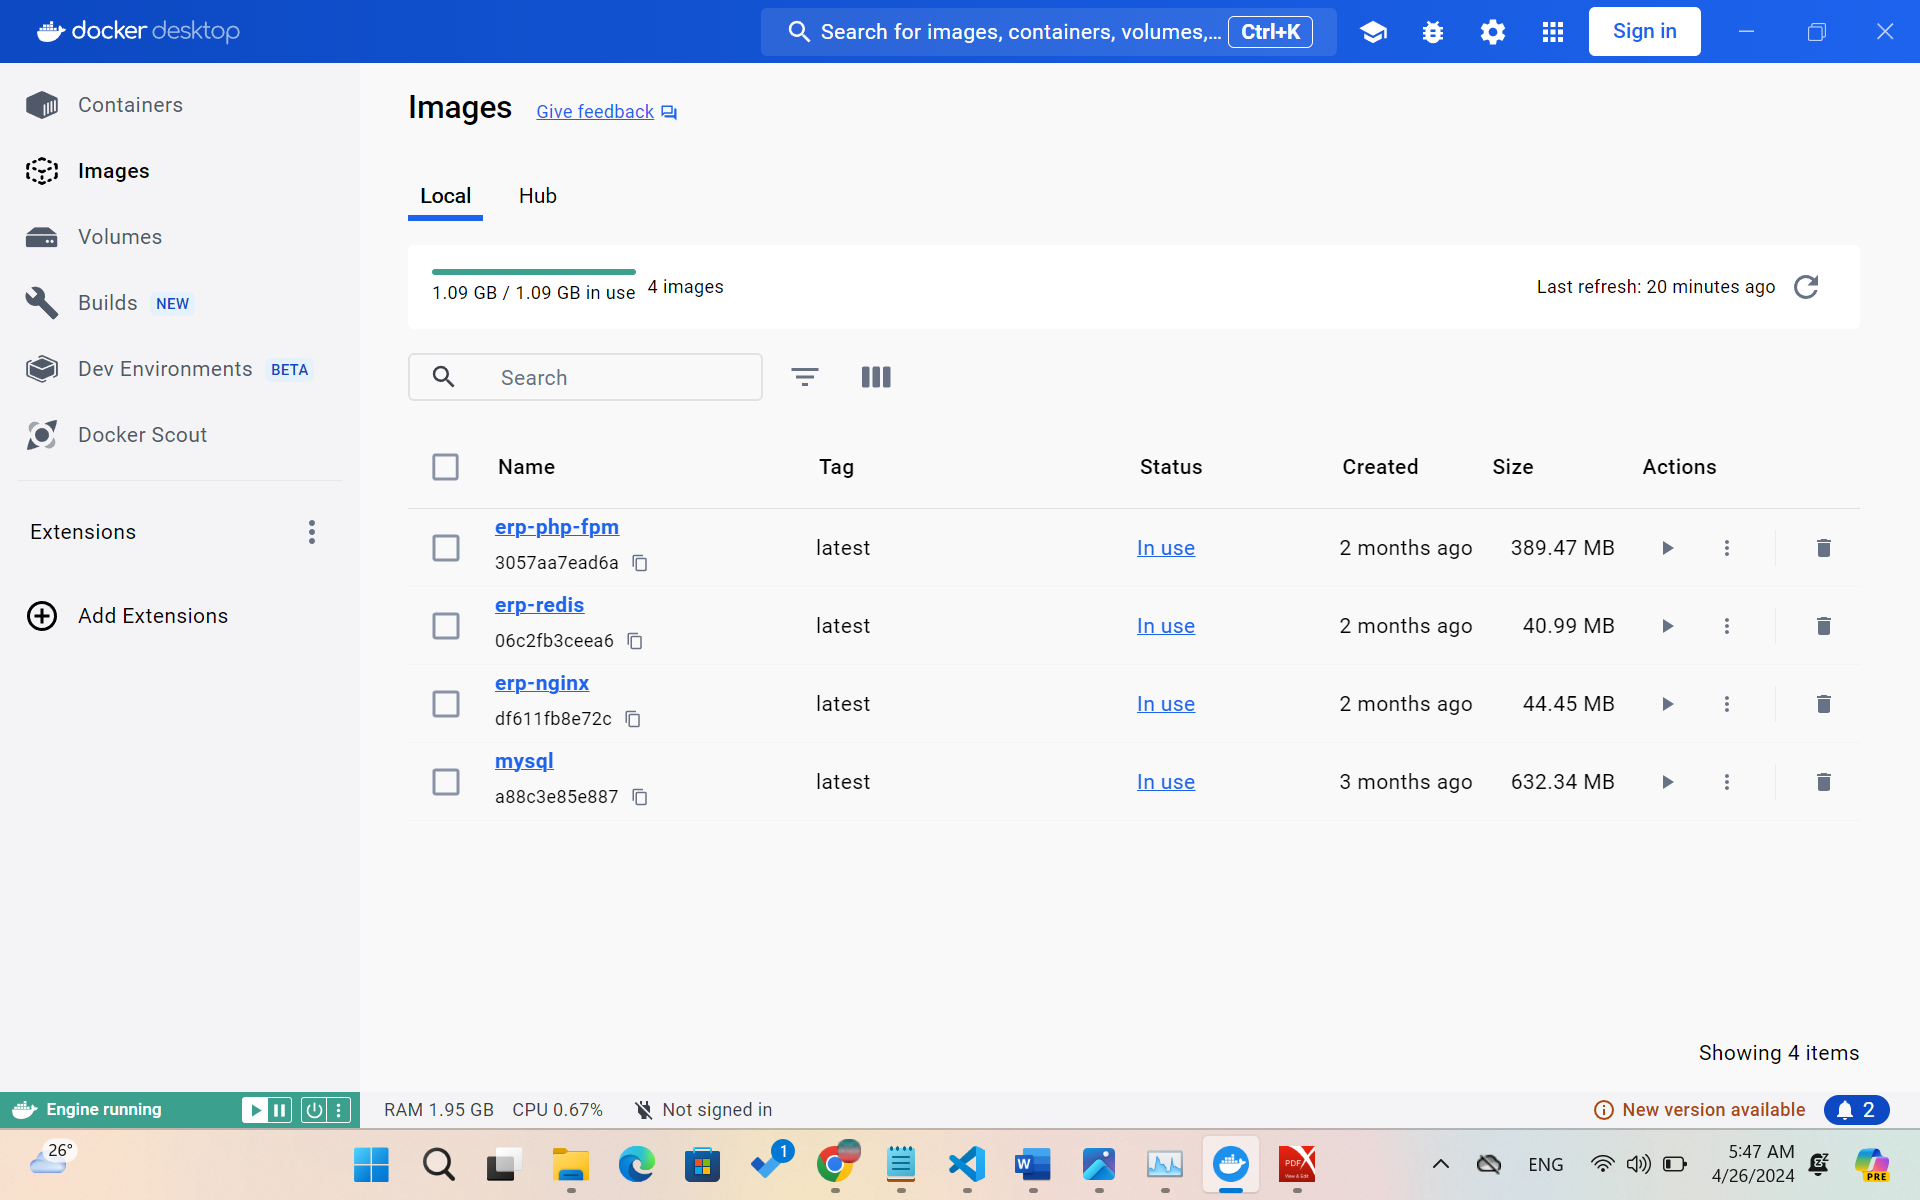 docker desktop
Search for images, containers, volumes,... Ctrl+K
Sign in
Containers
Images
Volumes
Builds NEW
Dev Environments BETA
Docker Scout
Extensions
Add Extensions
Images Give feedback
Local Hub
1.09 GB / 1.09 GB in use 4 images
Last refresh: 20 minutes ago
Search
Name Tag Status Created Size Actions
erp-php-fpm
3057aa7ead6a
latest In use 2 months ago 389.47 MB
erp-redis
06c2fb3ceea6
latest In use 2 months ago 40.99 MB
erp-nginx
df611fb8e72c
latest In use 2 months ago 44.45 MB
mysql
a88c3e85e887
latest In use 3 months ago 632.34 MB
Showing 4 items
Engine running
RAM 1.95 GB CPU 0.67% Not signed in
New version available 2
26°
1
W
PDF X
View & Edit
ENG
5:47 AM
4/26/2024
PRE